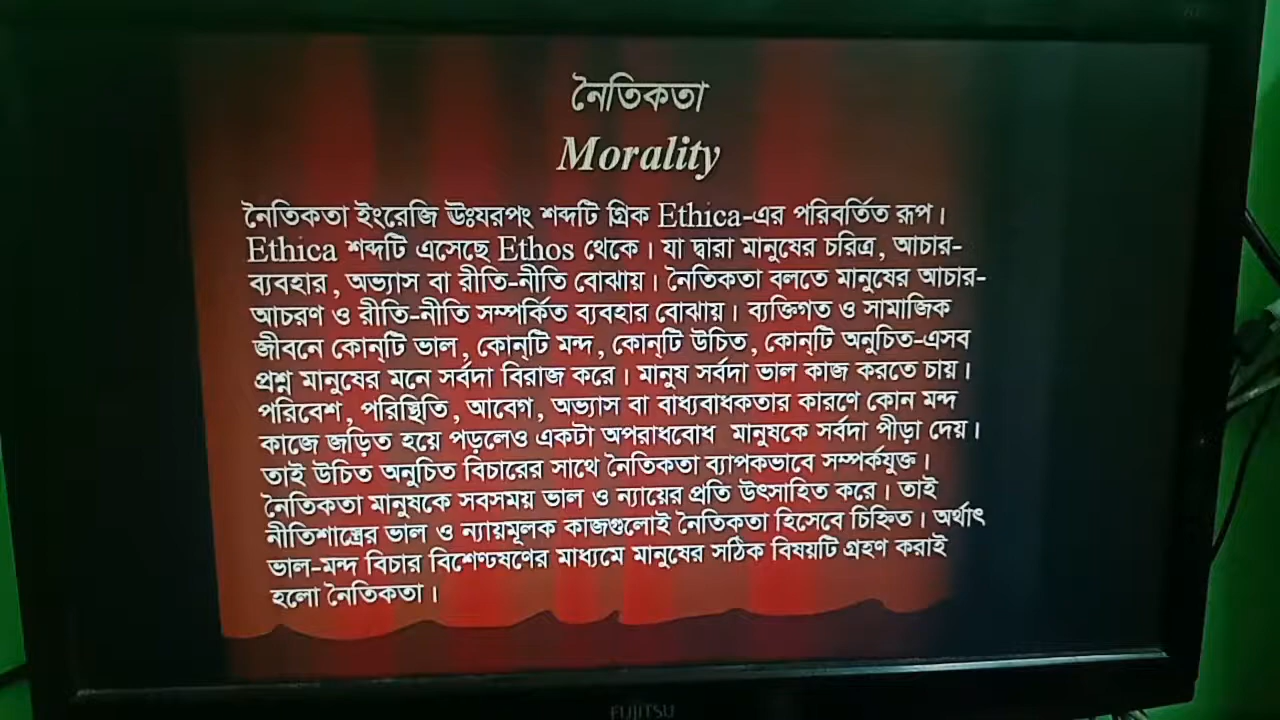 নৈতিকতা
Morality
নৈতিকতা ইংরেজি ঊঃযরপং শব্দটি গ্রিক Ethica-এর পরিবর্তিত রূপ।
Ethica শব্দটি এসেছে Ethos থেকে। যা দ্বারা মানুষের চরিত্র, আচার-
ব্যবহার, অভ্যাস বা রীতি-নীতি বোঝায়। নৈতিকতা বলতে মানুষের আচার-
আচরণ ও রীতি-নীতি সম্পর্কিত ব্যবহার বোঝায়। ব্যক্তিগত ও সামাজিক
জীবনে কোন্‌টি ভাল, কোন্‌টি মন্দ, কোন্‌টি উচিত, কোন্‌টি অনুচিত-এসব
প্রশ্ন মানুষের মনে সর্বদা বিরাজ করে। মানুষ সর্বদা ভাল কাজ করতে চায়।
পরিবেশ, পরিস্থিতি, আবেগ, অভ্যাস বা বাধ্যবাধকতার কারণে কোন মন্দ
কাজে জড়িত হয়ে পড়লেও একটা অপরাধবোধ মানুষকে সর্বদা পীড়া দেয়।
তাই উচিত অনুচিত বিচারের সাথে নৈতিকতা ব্যাপকভাবে সম্পর্কযুক্ত।
নৈতিকতা মানুষকে সবসময় ভাল ও ন্যায়ের প্রতি উৎসাহিত করে। তাই
নীতিশাস্ত্রের ভাল ও ন্যায়মূলক কাজগুলোই নৈতিকতা হিসেবে চিহ্নিত। অর্থাৎ
ভাল-মন্দ বিচার বিশেণ্ঢষণের মাধ্যমে মানুষের সঠিক বিষয়টি গ্রহণ করাই
হলো নৈতিকতা।
FUJITSU